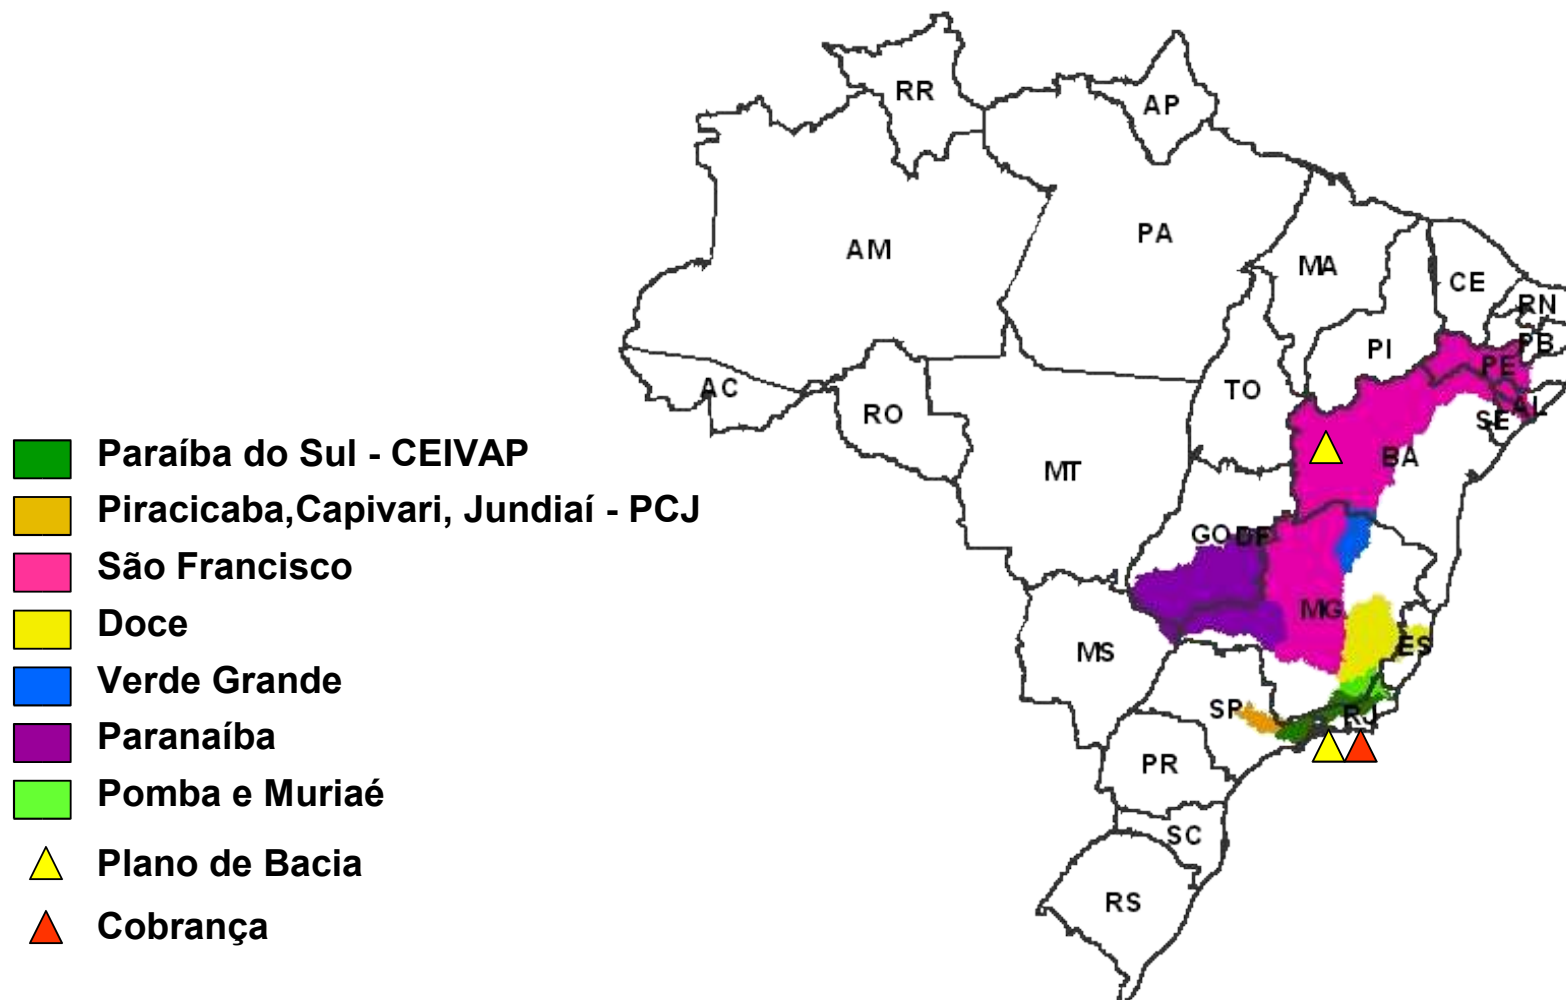 Paraíba do Sul - CEIVAP
Piracicaba,Capivari, Jundiaí - PCJ
São Francisco
Doce
Verde Grande
Paranaíba
Pomba e Muriaé
Plano de Bacia
Cobrança
RR
AP
AM
PA
MA
CE
RN
PB
PI
PE
AL
SE
TO
AC
RO
BA
MT
GO
DF
MG
ES
MS
SP
RJ
PR
SC
RS